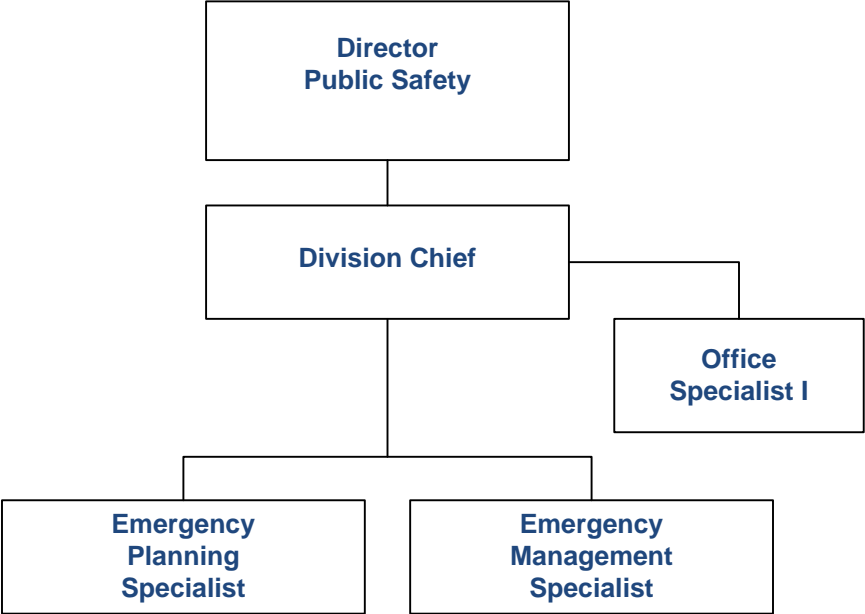 Director
Public Safety
Division Chief
Office
Specialist I
Emergency
Planning
Specialist
Emergency
Management
Specialist